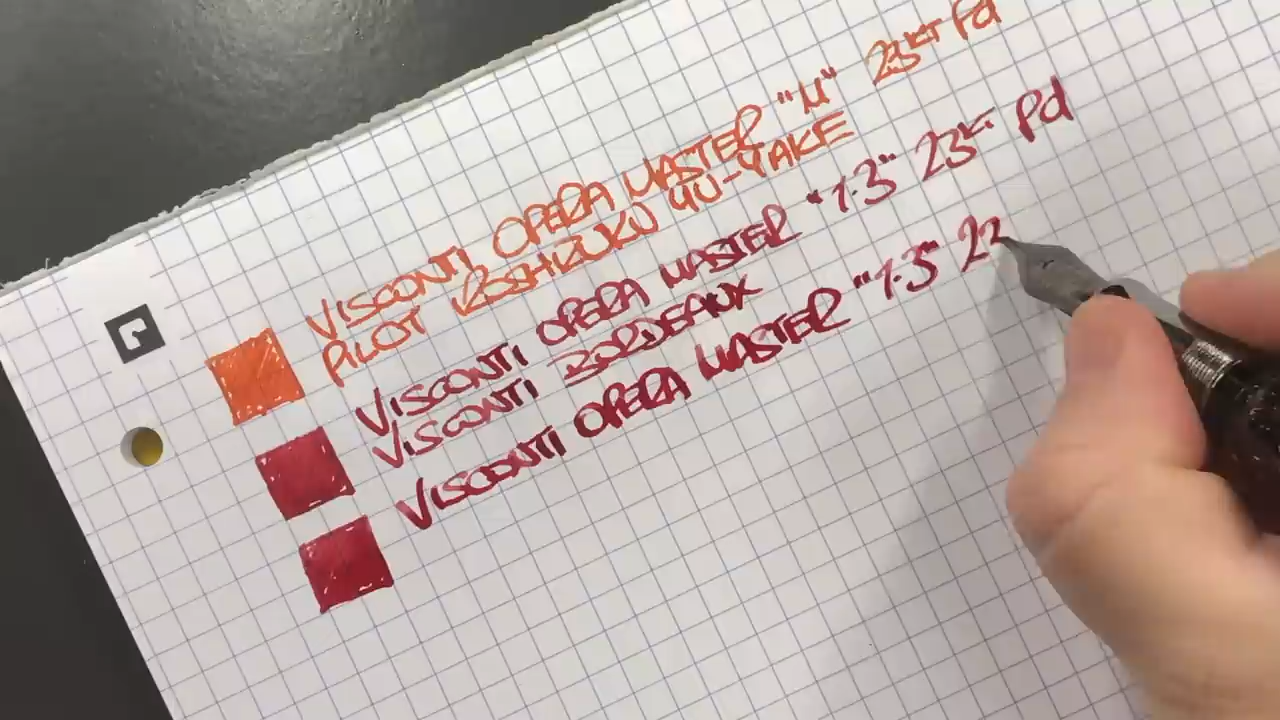 VISCONTI OPERA MASTER "M" 23KT Pd
PILOT IROSHIZUKU YU-YAKE
VISCONTI OPERA MASTER "1.3" 23KT Pd
VISCONTI BORDEAUX
VISCONTI OPERA MASTER "1.3" 23